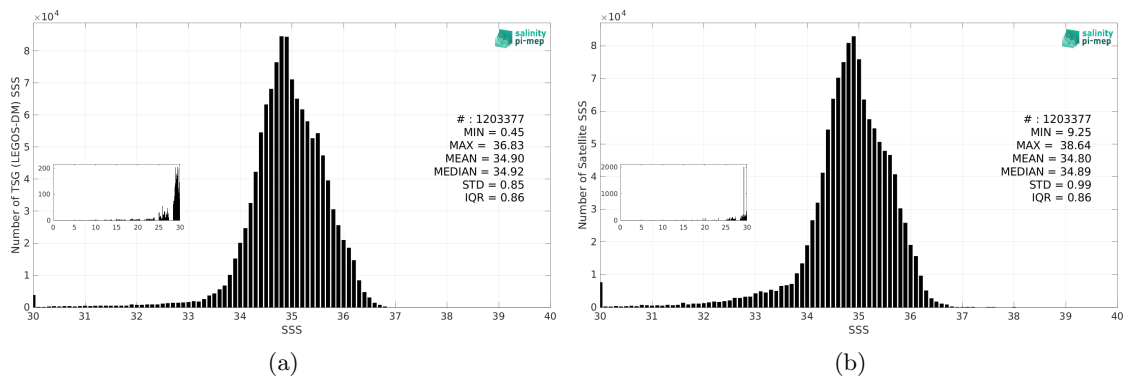 ×10⁴
salinity
pi-mep
# : 1203377
MIN = 0.45
MAX = 36.83
MEAN = 34.90
MEDIAN = 34.92
STD = 0.85
IQR = 0.86
Number of TSG (LEGOS-DM) SSS
8
7
6
5
4
3
2
1
0
200
100
0
0 5 10 15 20 25 30
30 31 32 33 34 35 36 37 38 39 40
SSS
(a)
×10⁴
salinity
pi-mep
# : 1203377
MIN = 9.25
MAX = 38.64
MEAN = 34.80
MEDIAN = 34.89
STD = 0.99
IQR = 0.86
Number of Satellite SSS
8
7
6
5
4
3
2
1
0
2000
1000
0
0 5 10 15 20 25 30
30 31 32 33 34 35 36 37 38 39 40
SSS
(b)